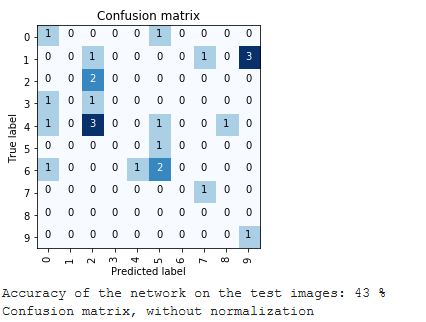 Confusion matrix
0 1 0 0 0 0 1 0 0 0 0
1 0 0 1 0 0 0 0 1 0 3
2 0 0 2 0 0 0 0 0 0 0
3 1 0 1 0 0 0 0 0 0 0
4 1 0 3 0 0 1 0 0 1 0
5 0 0 0 0 0 1 0 0 0 0
6 1 0 0 0 1 2 0 0 0 0
7 0 0 0 0 0 0 0 1 0 0
8 0 0 0 0 0 0 0 0 0 0
9 0 0 0 0 0 0 0 0 0 1
True label
0 1 2 3 4 5 6 7 8 9
Predicted label
Accuracy of the network on the test images: 43 %
Confusion matrix, without normalization